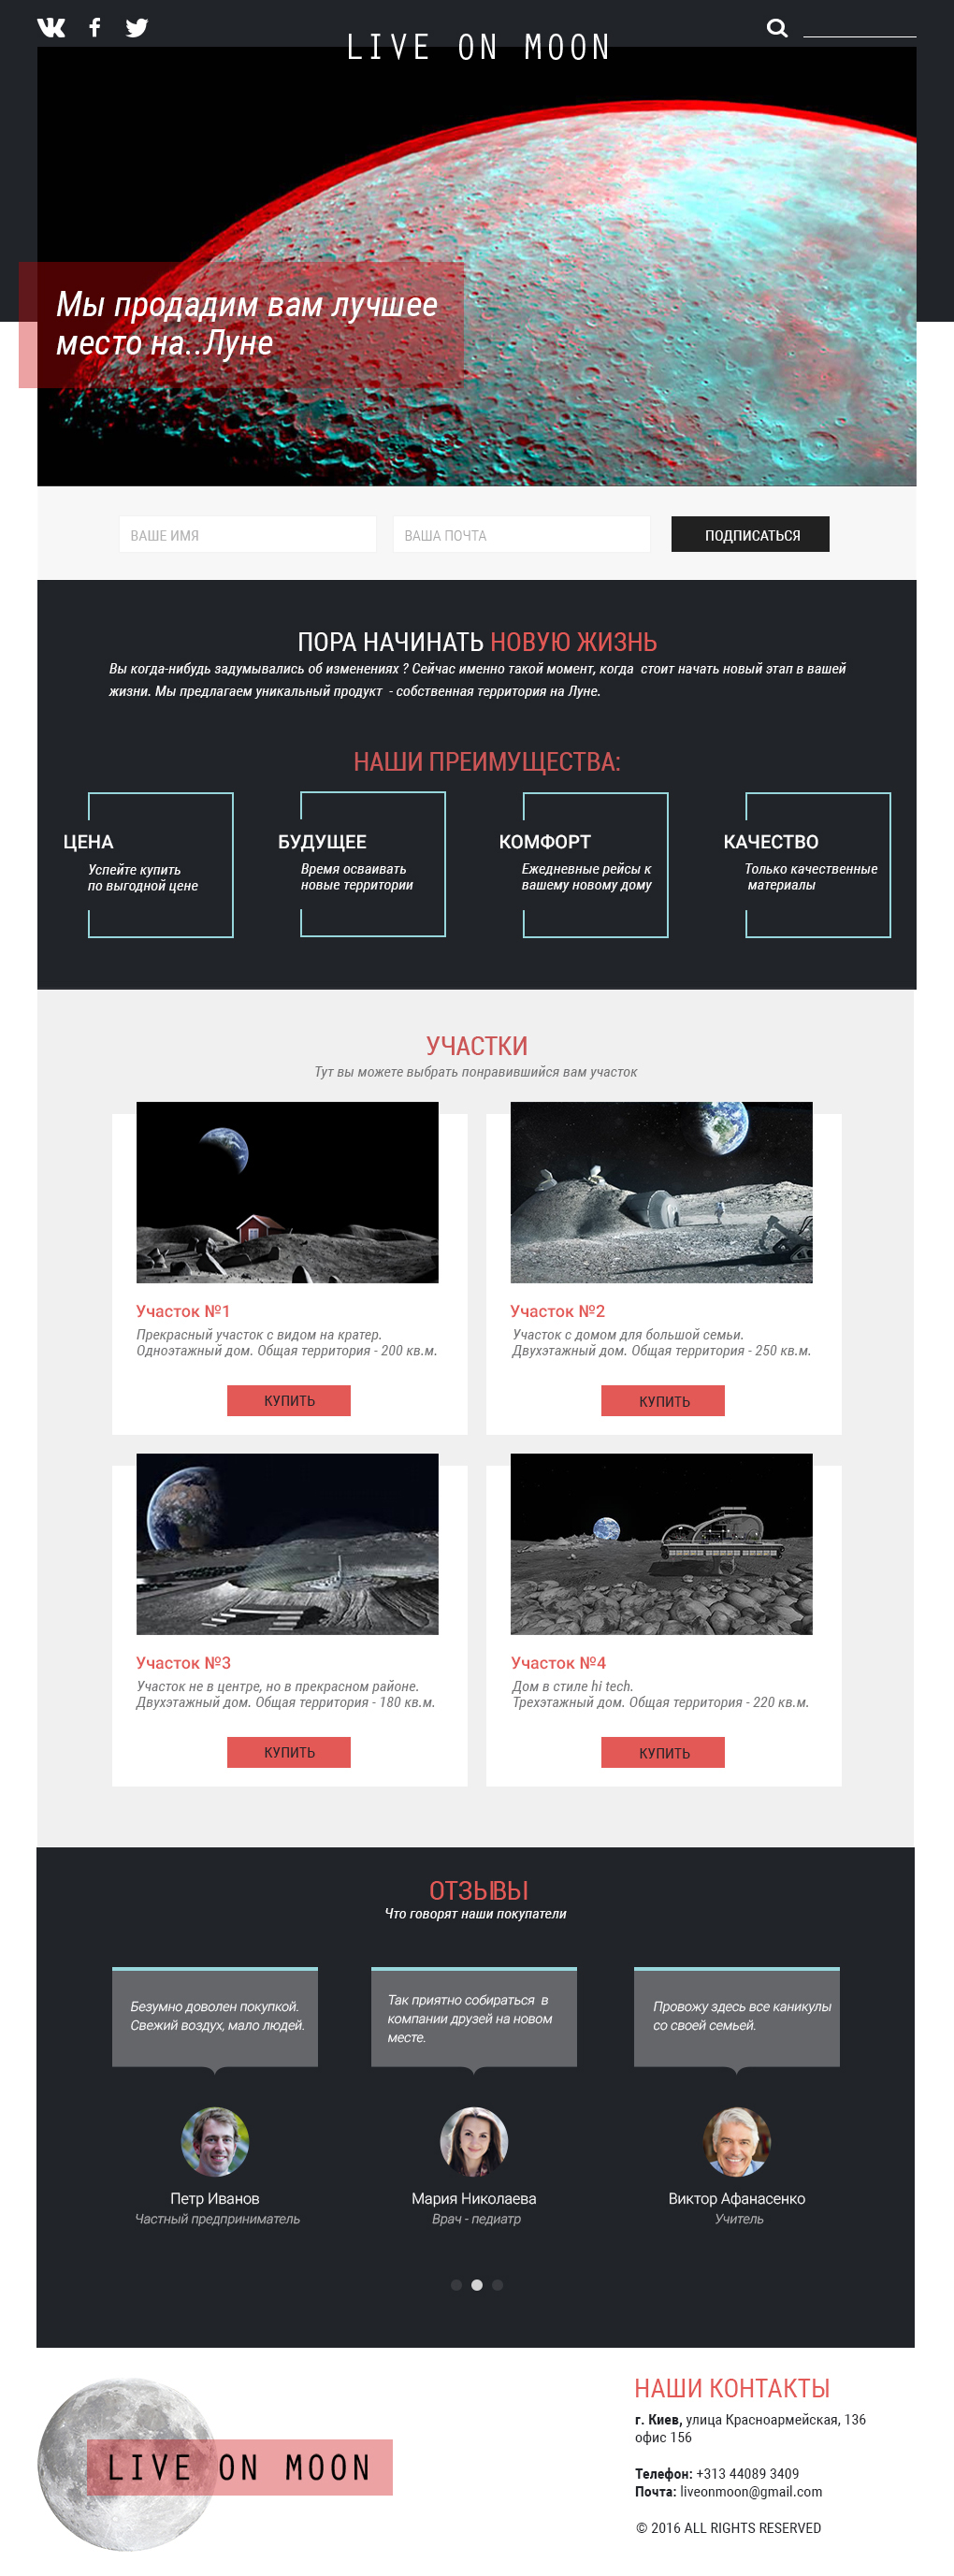 LIVE ON MOON
Мы продадим вам лучшее
место на..Луне
ВАШЕ ИМЯ
ВАША ПОЧТА
ПОДПИСАТЬСЯ
ПОРА НАЧИНАТЬ НОВУЮ ЖИЗНЬ
Вы когда-нибудь задумывались об изменениях ? Сейчас именно такой момент, когда стоит начать новый этап в вашей
жизни. Мы предлагаем уникальный продукт - собственная территория на Луне.
НАШИ ПРЕИМУЩЕСТВА:
ЦЕНА
Успейте купить
по выгодной цене
БУДУЩЕЕ
Время осваивать
новые территории
КОМФОРТ
Ежедневные рейсы к
вашему новому дому
КАЧЕСТВО
Только качественные
материалы
УЧАСТКИ
Тут вы можете выбрать понравившийся вам участок
Участок №1
Прекрасный участок с видом на кратер.
Одноэтажный дом. Общая территория - 200 кв.м.
КУПИТЬ
Участок №2
Участок с домом для большой семьи.
Двухэтажный дом. Общая территория - 250 кв.м.
КУПИТЬ
Участок №3
Участок не в центре, но в прекрасном районе.
Двухэтажный дом. Общая территория - 180 кв.м.
КУПИТЬ
Участок №4
Дом в стиле hi tech.
Трехэтажный дом. Общая территория - 220 кв.м.
КУПИТЬ
ОТЗЫВЫ
Что говорят наши покупатели
Безумно доволен покупкой.
Свежий воздух, мало людей.
Петр Иванов
Частный предприниматель
Так приятно собираться в
компании друзей на новом
месте.
Мария Николаева
Врач - педиатр
Провожу здесь все каникулы
со своей семьей.
Виктор Афанасенко
Учитель
LIVE ON MOON
НАШИ КОНТАКТЫ
г. Киев, улица Красноармейская, 136
офис 156
Телефон: +313 44089 3409
Почта: liveonmoon@gmail.com
© 2016 ALL RIGHTS RESERVED